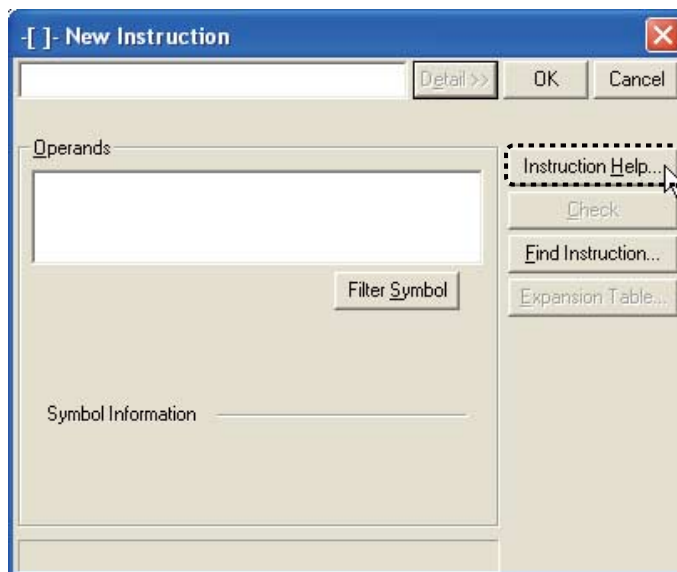 -[ ]- New Instruction
Detail >> OK Cancel
Operands
Instruction Help...
Check
Find Instruction...
Filter Symbol
Expansion Table...
Symbol Information